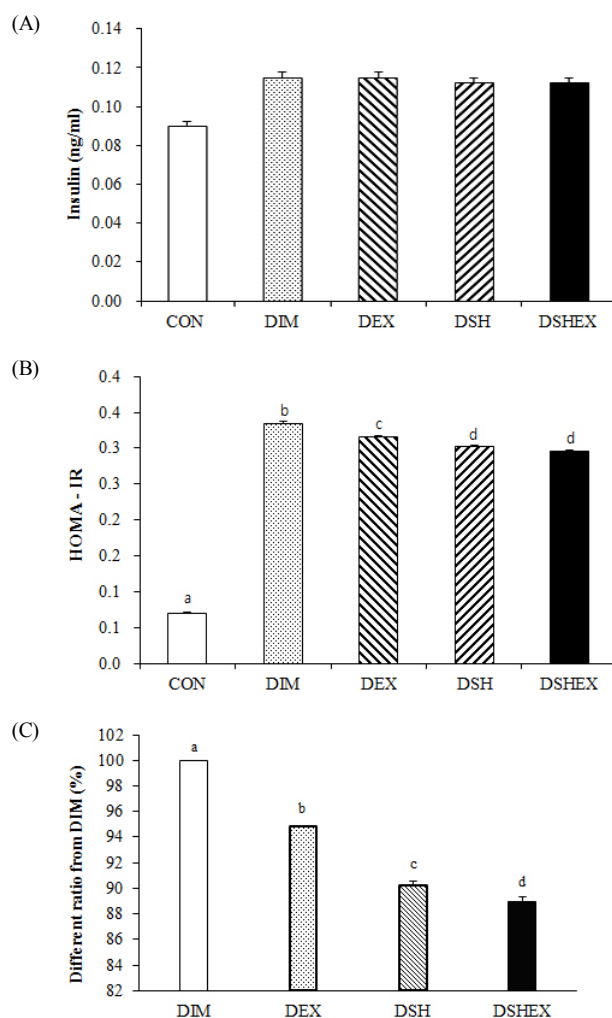 (A)
Insulin (ng/ml)
0.14
0.12
0.10
0.08
0.06
0.04
0.02
0.00
CON DIM DEX DSH DSHEX
(B)
HOMA - IR
0.4
0.4
0.3
0.3
0.2
0.2
0.1
0.1
0.0
a b c d d
CON DIM DEX DSH DSHEX
(C)
Different ratio from DIM (%)
102
100
98
96
94
92
90
88
86
84
82
a b c d
DIM DEX DSH DSHEX